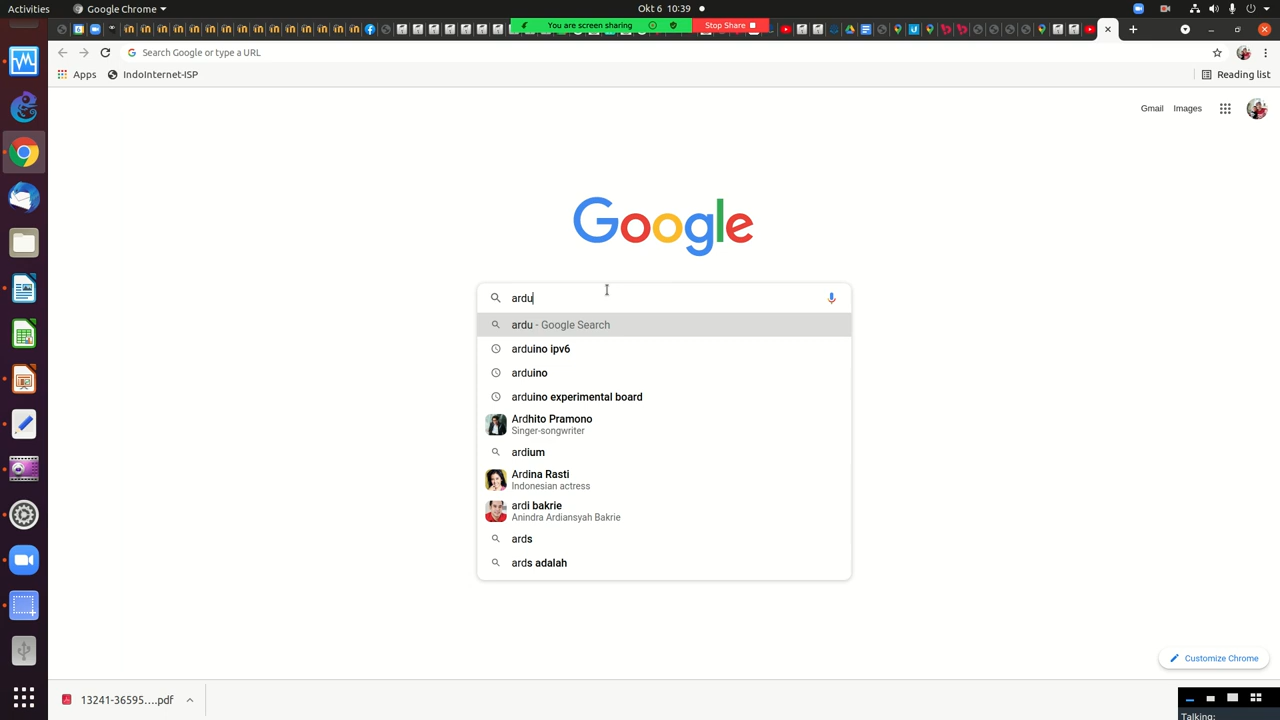 Activities
Google Chrome
Okt 6 10:39
You are screen sharing
Stop Share
Search Google or type a URL
Apps
IndoInternet-ISP
Reading list
Gmail
Images
Google
ardu
ardu - Google Search
arduino ipv6
arduino
arduino experimental board
Ardhito Pramono
Singer-songwriter
ardium
Ardina Rasti
Indonesian actress
ardi bakrie
Anindra Ardiansyah Bakrie
ards
ards adalah
Customize Chrome
13241-36595....pdf
Talking: